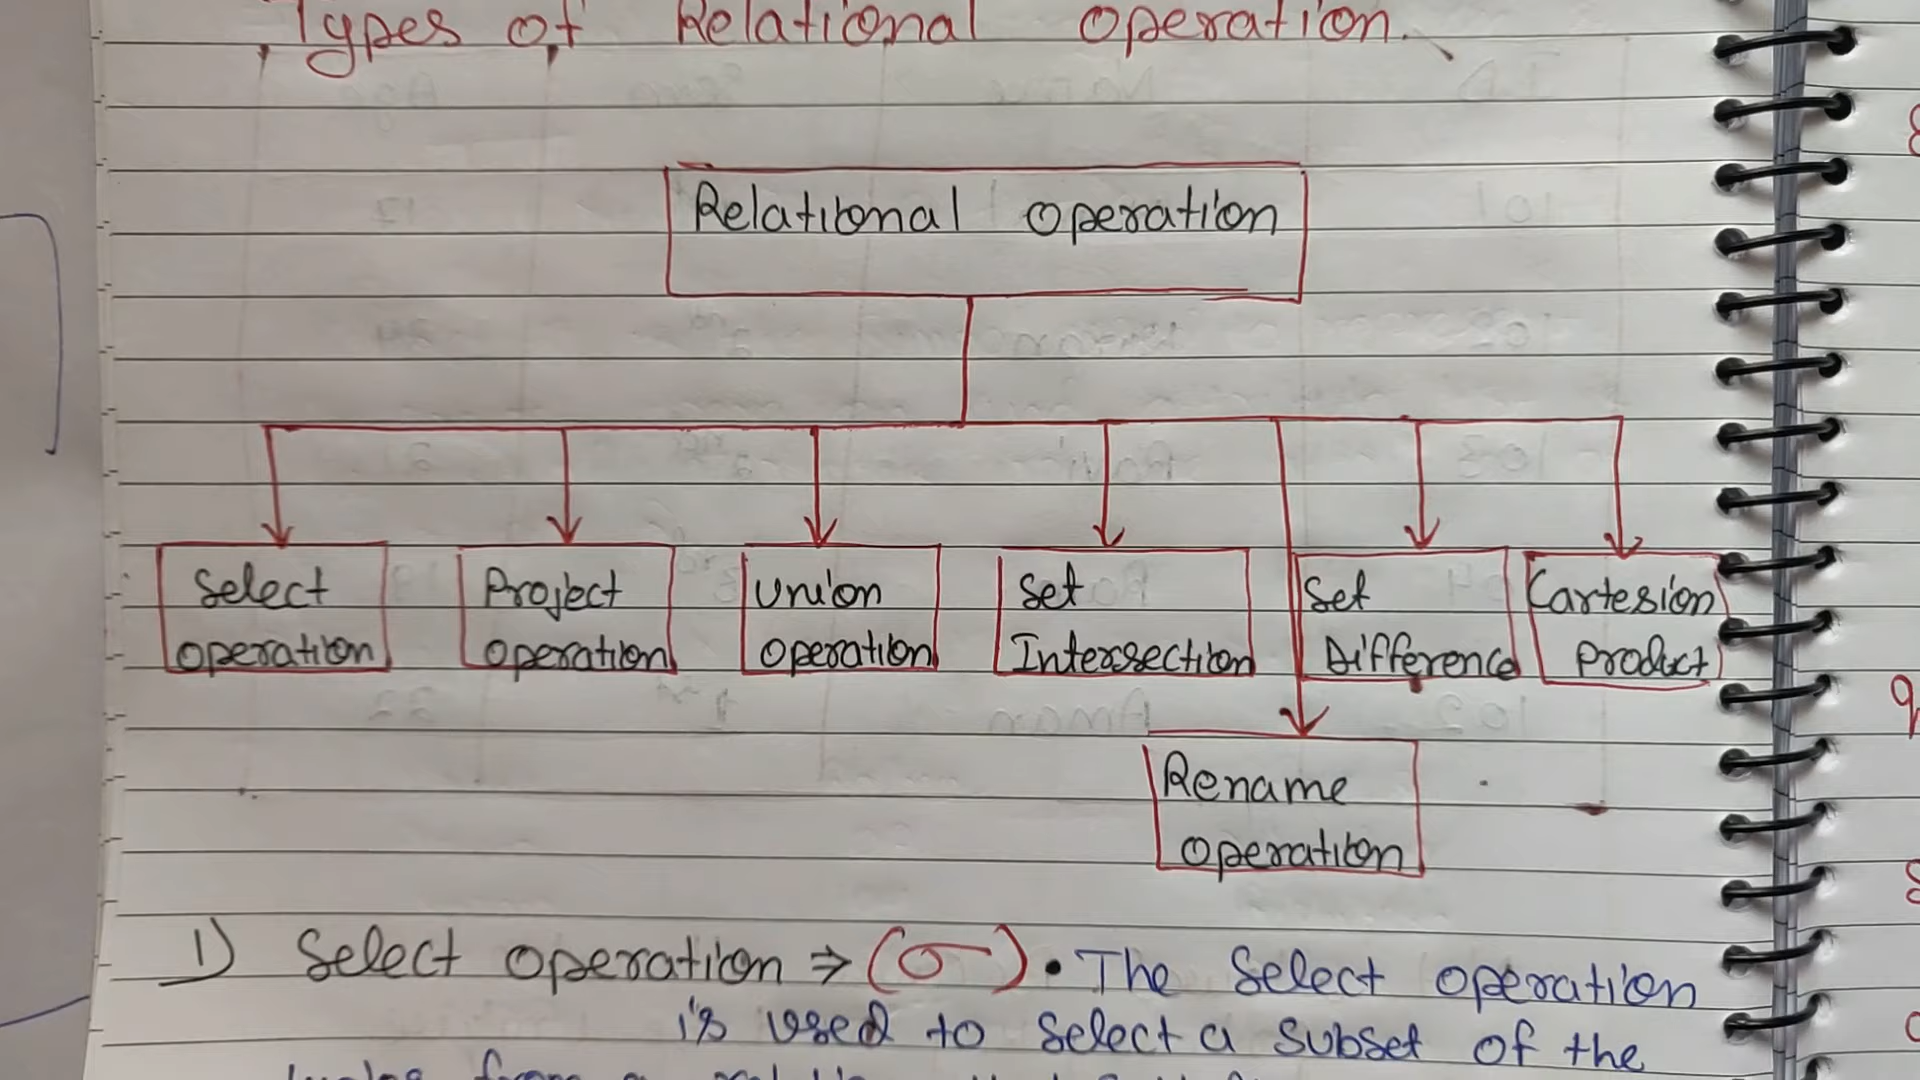 Types of Relational Operation.
Relational Operation
Select
operation
Project
operation
Union
operation
Set
Intersection
Set
Difference
Cartesion
Product
Rename
operation
1) Select operation ⇒ (σ) • The Select operation
is used to select a subset of the